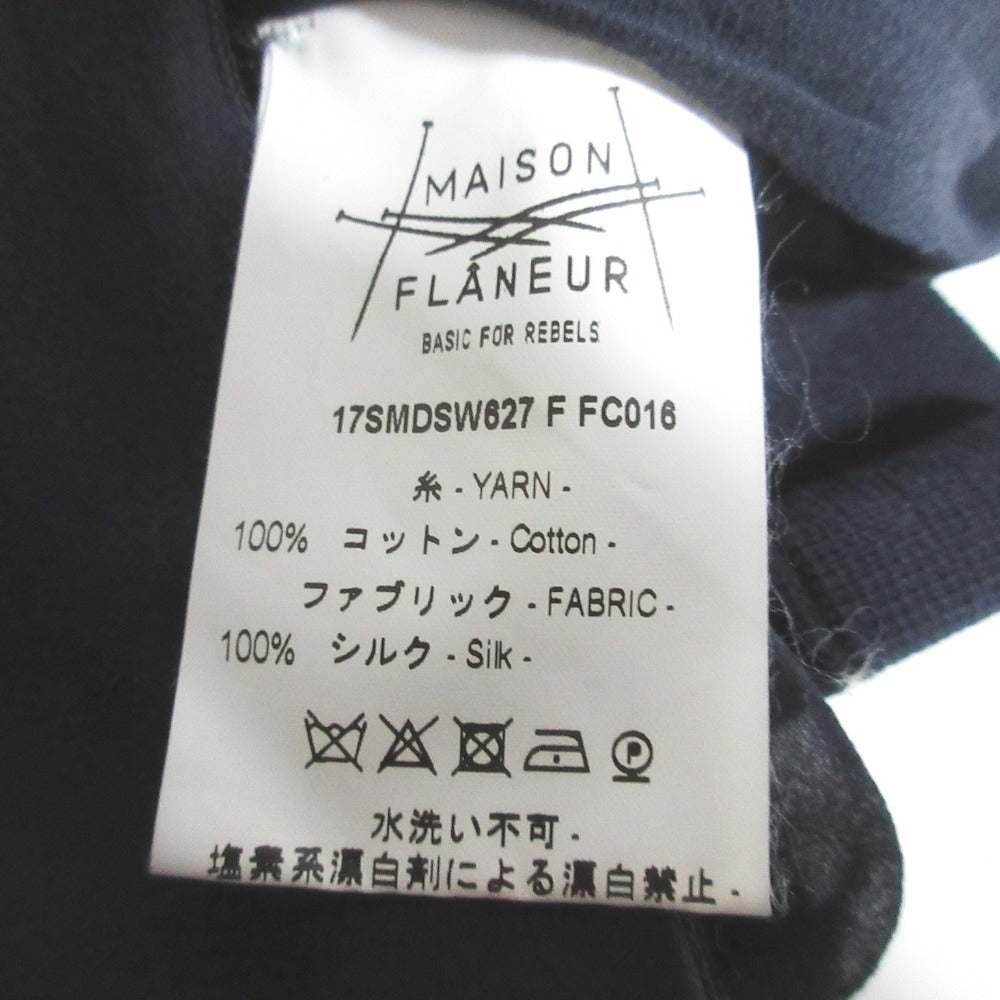 MAISON
FLÂNEUR
BASIC FOR REBELS
17SMDSW627 F FC016
糸 - YARN -
100% コットン - Cotton -
ファブリック - FABRIC -
100% シルク - Silk -
P
水洗い不可 -
塩素系漂白剤による漂白禁止 -